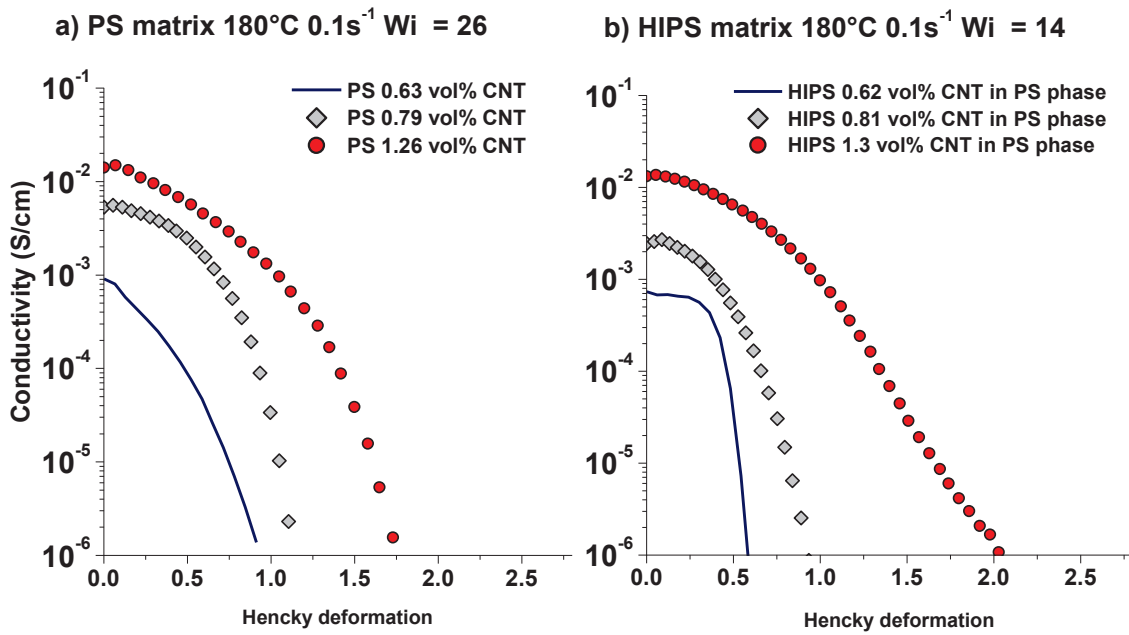 a) PS matrix 180°C 0.1s⁻¹ Wi = 26
PS 0.63 vol% CNT
PS 0.79 vol% CNT
PS 1.26 vol% CNT
Conductivity (S/cm)
10⁻¹
10⁻²
10⁻³
10⁻⁴
10⁻⁵
10⁻⁶
0.0 0.5 1.0 1.5 2.0 2.5
Hencky deformation
b) HIPS matrix 180°C 0.1s⁻¹ Wi = 14
HIPS 0.62 vol% CNT in PS phase
HIPS 0.81 vol% CNT in PS phase
HIPS 1.3 vol% CNT in PS phase
10⁻¹
10⁻²
10⁻³
10⁻⁴
10⁻⁵
10⁻⁶
0.0 0.5 1.0 1.5 2.0 2.5
Hencky deformation